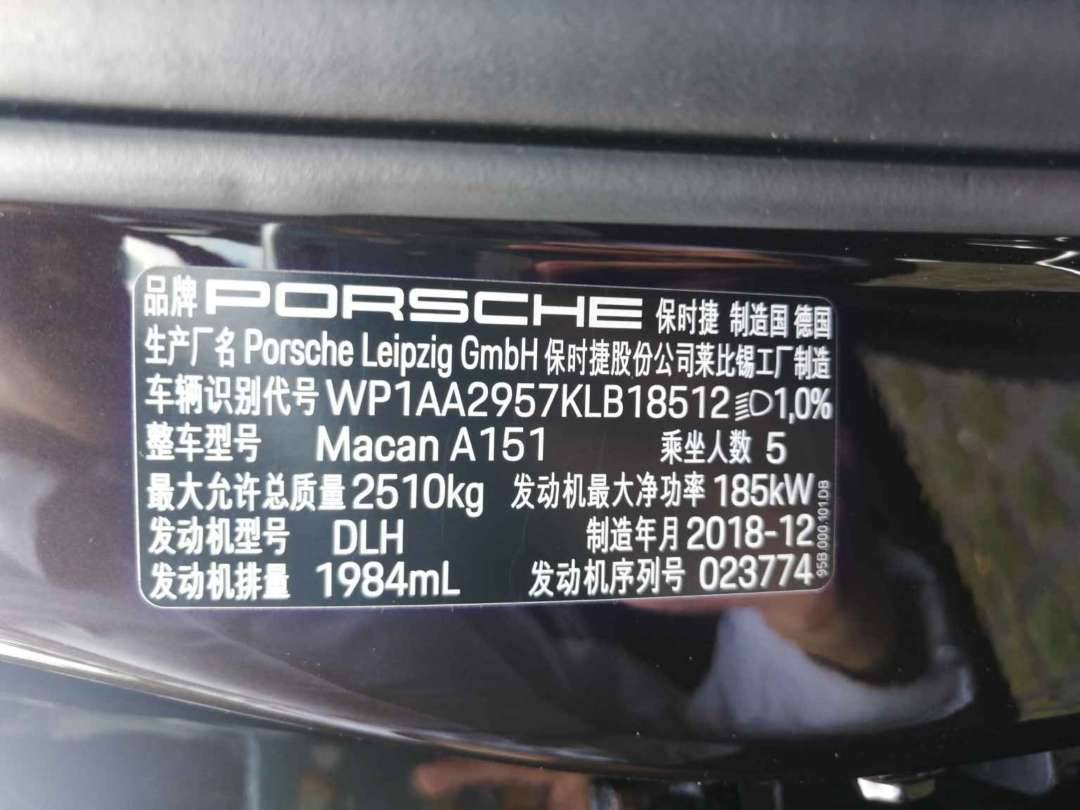 品牌 PORSCHE 保时捷 制造国 德国
生产厂名 Porsche Leipzig GmbH 保时捷股份公司莱比锡工厂制造
车辆识别代号 WP1AA2957KLB18512 1,0%
整车型号 Macan A151 乘坐人数 5
最大允许总质量 2510kg 发动机最大净功率 185kW
发动机型号 DLH 制造年月 2018-12
发动机排量 1984mL 发动机序列号 023774
95B.000.101.DB